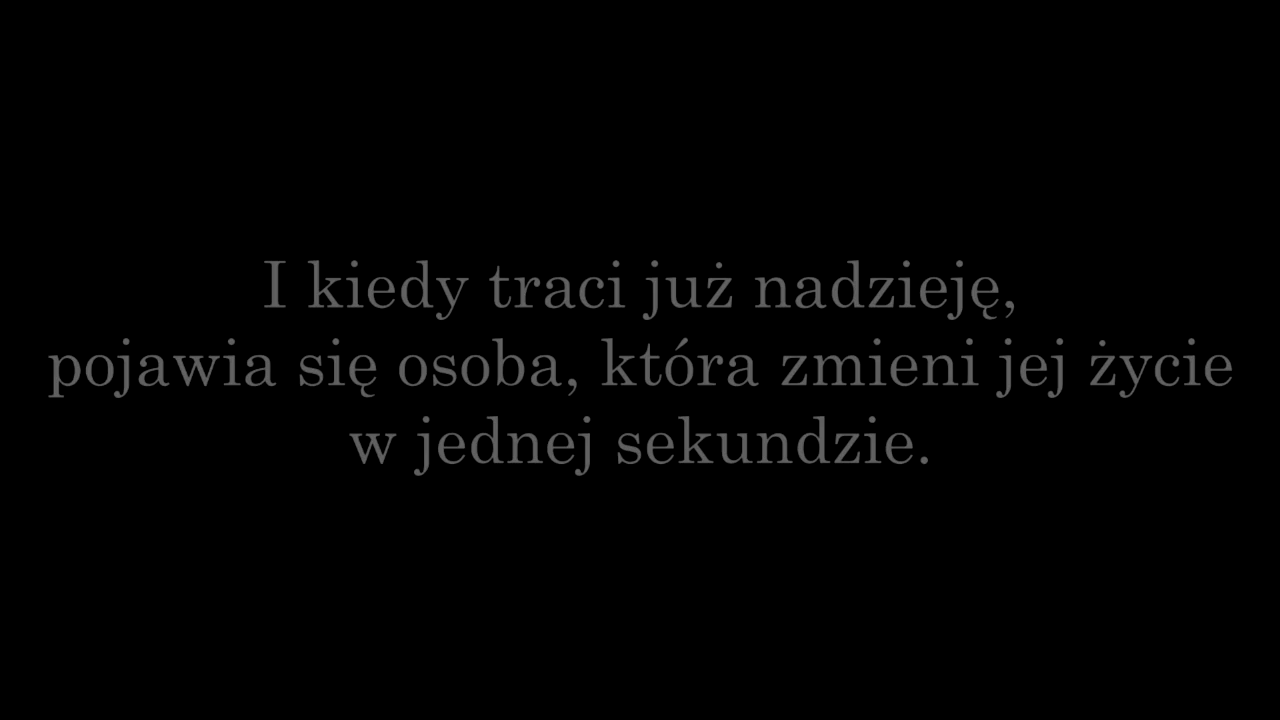 I kiedy traci już nadzieję,
pojawia się osoba, która zmieni jej życie
w jednej sekundzie.